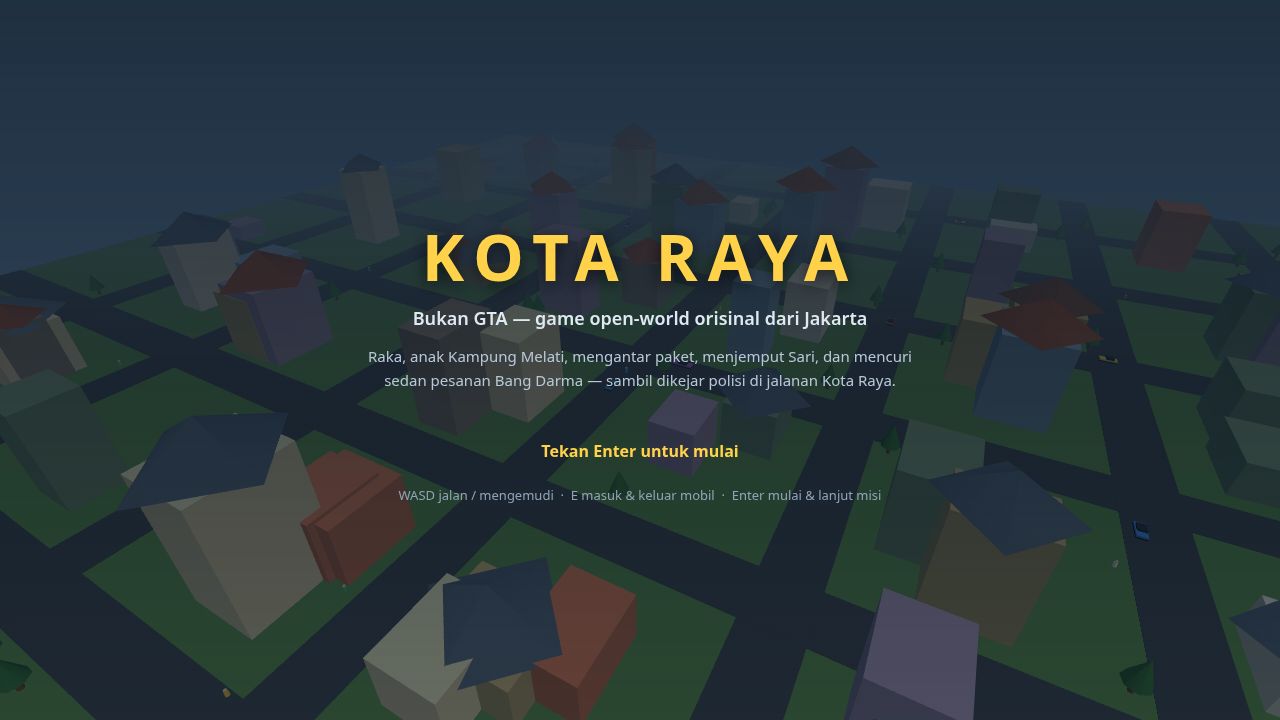 KOTA RAYA
Bukan GTA — game open-world orisinal dari Jakarta
Raka, anak Kampung Melati, mengantar paket, menjemput Sari, dan mencuri
sedan pesanan Bang Darma — sambil dikejar polisi di jalanan Kota Raya.
Tekan Enter untuk mulai
WASD jalan / mengemudi · E masuk & keluar mobil · Enter mulai & lanjut misi